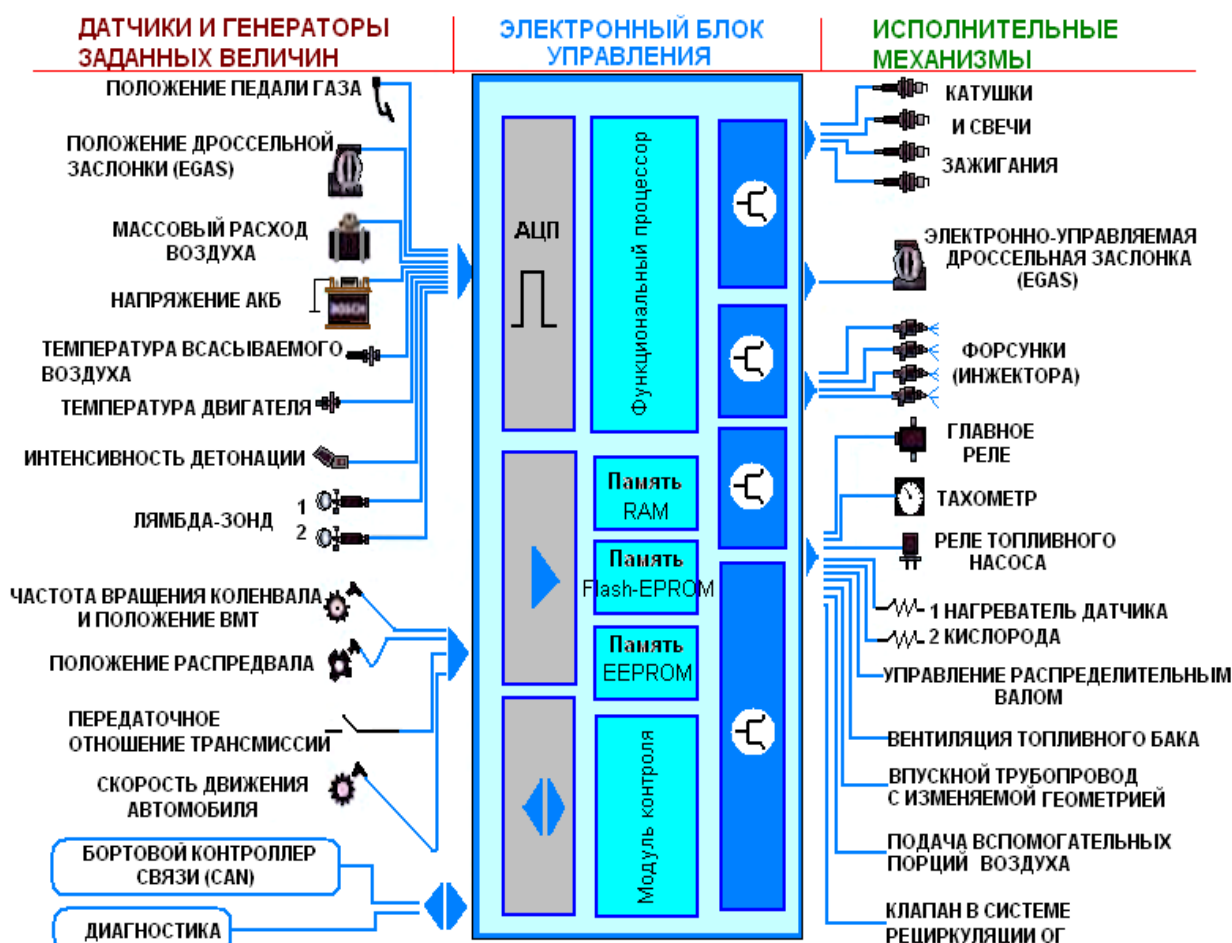 ДАТЧИКИ И ГЕНЕРАТОРЫ
ЗАДАННЫХ ВЕЛИЧИН
ПОЛОЖЕНИЕ ПЕДАЛИ ГАЗА
ПОЛОЖЕНИЕ ДРОССЕЛЬНОЙ
ЗАСЛОНКИ (EGAS)
МАССОВЫЙ РАСХОД
ВОЗДУХА
НАПРЯЖЕНИЕ АКБ
BOSCH
ТЕМПЕРАТУРА ВСАСЫВАЕМОГО
ВОЗДУХА
ТЕМПЕРАТУРА ДВИГАТЕЛЯ
ИНТЕНСИВНОСТЬ ДЕТОНАЦИИ
ЛЯМБДА-ЗОНД
1
2
ЧАСТОТА ВРАЩЕНИЯ КОЛЕНВАЛА
И ПОЛОЖЕНИЕ ВМТ
ПОЛОЖЕНИЕ РАСПРЕДВАЛА
ПЕРЕДАТОЧНОЕ
ОТНОШЕНИЕ ТРАНСМИССИИ
СКОРОСТЬ ДВИЖЕНИЯ
АВТОМОБИЛЯ
БОРТОВОЙ КОНТРОЛЛЕР
СВЯЗИ (CAN)
ДИАГНОСТИКА
ЭЛЕКТРОННЫЙ БЛОК
УПРАВЛЕНИЯ
АЦП
Функциональный процессор
Память
RAM
Память
Flash-EPROM
Память
EEPROM
Модуль контроля
ИСПОЛНИТЕЛЬНЫЕ
МЕХАНИЗМЫ
КАТУШКИ
И СВЕЧИ
ЗАЖИГАНИЯ
ЭЛЕКТРОННО-УПРАВЛЯЕМАЯ
ДРОССЕЛЬНАЯ ЗАСЛОНКА
(EGAS)
ФОРСУНКИ
(ИНЖЕКТОРА)
ГЛАВНОЕ
РЕЛЕ
ТАХОМЕТР
РЕЛЕ ТОПЛИВНОГО
НАСОСА
1 НАГРЕВАТЕЛЬ ДАТЧИКА
2 КИСЛОРОДА
УПРАВЛЕНИЕ РАСПРЕДЕЛИТЕЛЬНЫМ
ВАЛОМ
ВЕНТИЛЯЦИЯ ТОПЛИВНОГО БАКА
ВПУСКНОЙ ТРУБОПРОВОД
С ИЗМЕНЯЕМОЙ ГЕОМЕТРИЕЙ
ПОДАЧА ВСПОМОГАТЕЛЬНЫХ
ПОРЦИЙ ВОЗДУХА
КЛАПАН В СИСТЕМЕ
РЕЦИРКУЛЯЦИИ ОГ